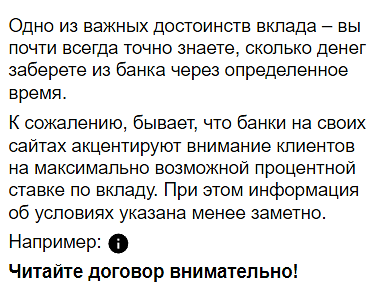 Одно из важных достоинств вклада – вы
почти всегда точно знаете, сколько денег
заберете из банка через определенное
время.
К сожалению, бывает, что банки на своих
сайтах акцентируют внимание клиентов
на максимально возможной процентной
ставке по вкладу. При этом информация
об условиях указана менее заметно.
Например: i
Читайте договор внимательно!